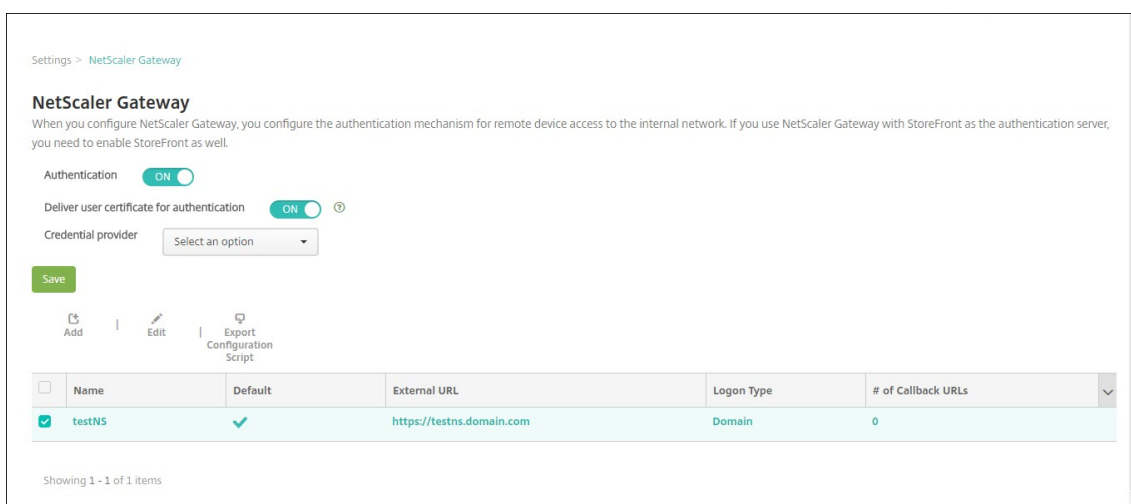 Settings > NetScaler Gateway
NetScaler Gateway
When you configure NetScaler Gateway, you configure the authentication mechanism for remote device access to the internal network. If you use NetScaler Gateway with StoreFront as the authentication server,
you need to enable StoreFront as well.
Authentication ON
Deliver user certificate for authentication ON ?
Credential provider Select an option
Save
Add | Edit | Export
Configuration
Script
Name Default External URL Logon Type # of Callback URLs
testNS https://testns.domain.com Domain 0
Showing 1 - 1 of 1 items